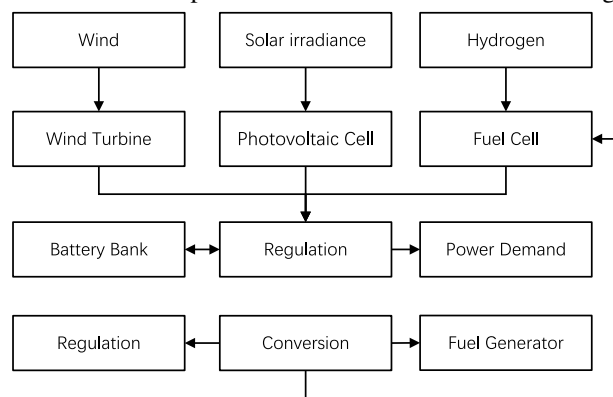 Wind
Solar irradiance
Hydrogen
Wind Turbine
Photovoltaic Cell
Fuel Cell
Battery Bank
Regulation
Power Demand
Regulation
Conversion
Fuel Generator